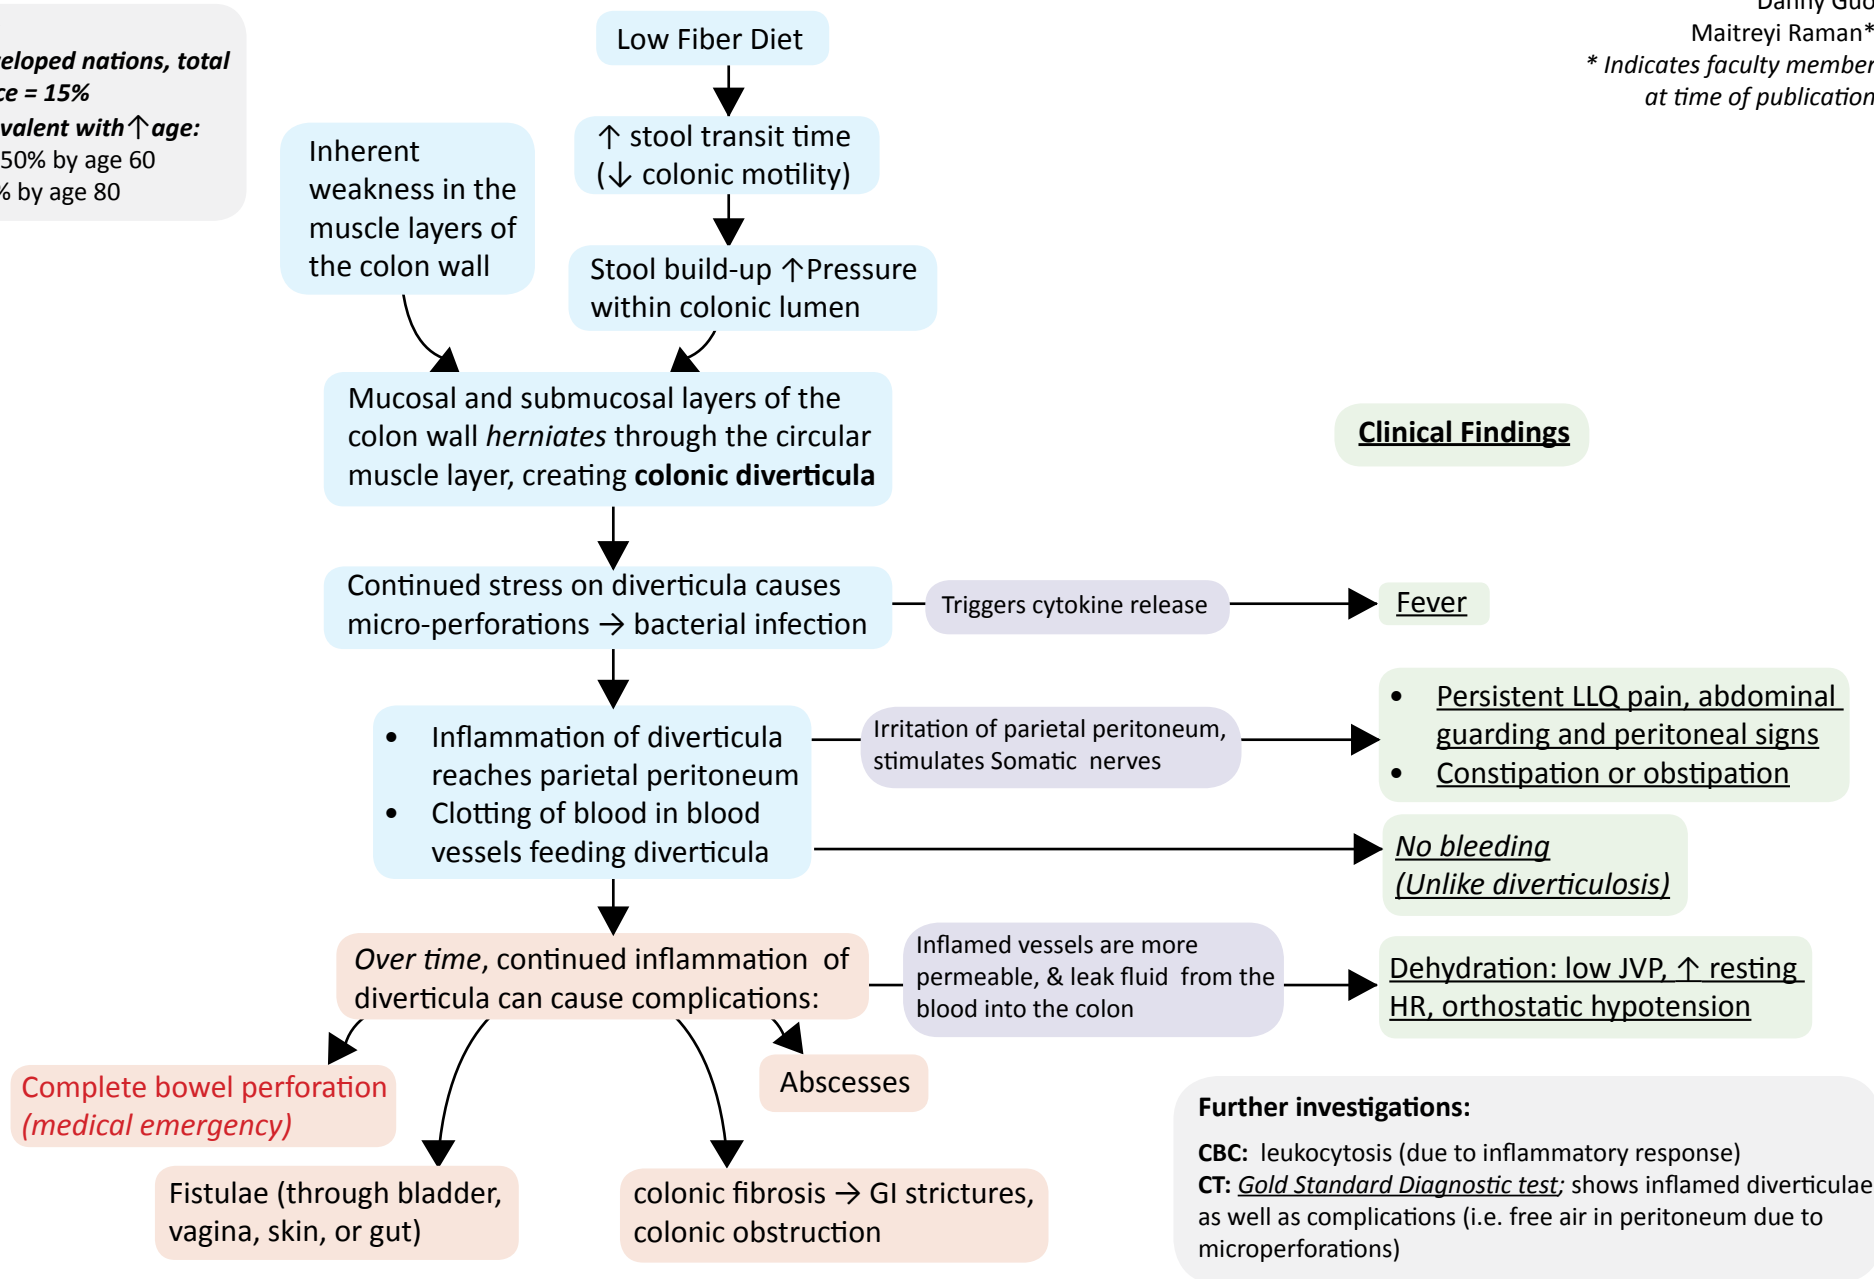 eloped nations, total
ce = 15%
valent with ↑ age:
50% by age 60
% by age 80
Danny Guo
Maitreyi Raman*
* Indicates faculty member
at time of publication
Low Fiber Diet
↑ stool transit time
(↓ colonic motility)
Inherent
weakness in the
muscle layers of
the colon wall
Stool build-up ↑Pressure
within colonic lumen
Mucosal and submucosal layers of the
colon wall herniates through the circular
muscle layer, creating colonic diverticula
Clinical Findings
Continued stress on diverticula causes
micro-perforations → bacterial infection
Triggers cytokine release
Fever
• Inflammation of diverticula
reaches parietal peritoneum
• Clotting of blood in blood
vessels feeding diverticula
Irritation of parietal peritoneum,
stimulates Somatic nerves
• Persistent LLQ pain, abdominal
guarding and peritoneal signs
• Constipation or obstipation
No bleeding
(Unlike diverticulosis)
Over time, continued inflammation of
diverticula can cause complications:
Inflamed vessels are more
permeable, & leak fluid from the
blood into the colon
Dehydration: low JVP, ↑ resting
HR, orthostatic hypotension
Complete bowel perforation
(medical emergency)
Abscesses
Fistulae (through bladder,
vagina, skin, or gut)
colonic fibrosis → GI strictures,
colonic obstruction
Further investigations:
CBC: leukocytosis (due to inflammatory response)
CT: Gold Standard Diagnostic test; shows inflamed diverticulae
as well as complications (i.e. free air in peritoneum due to
microperforations)